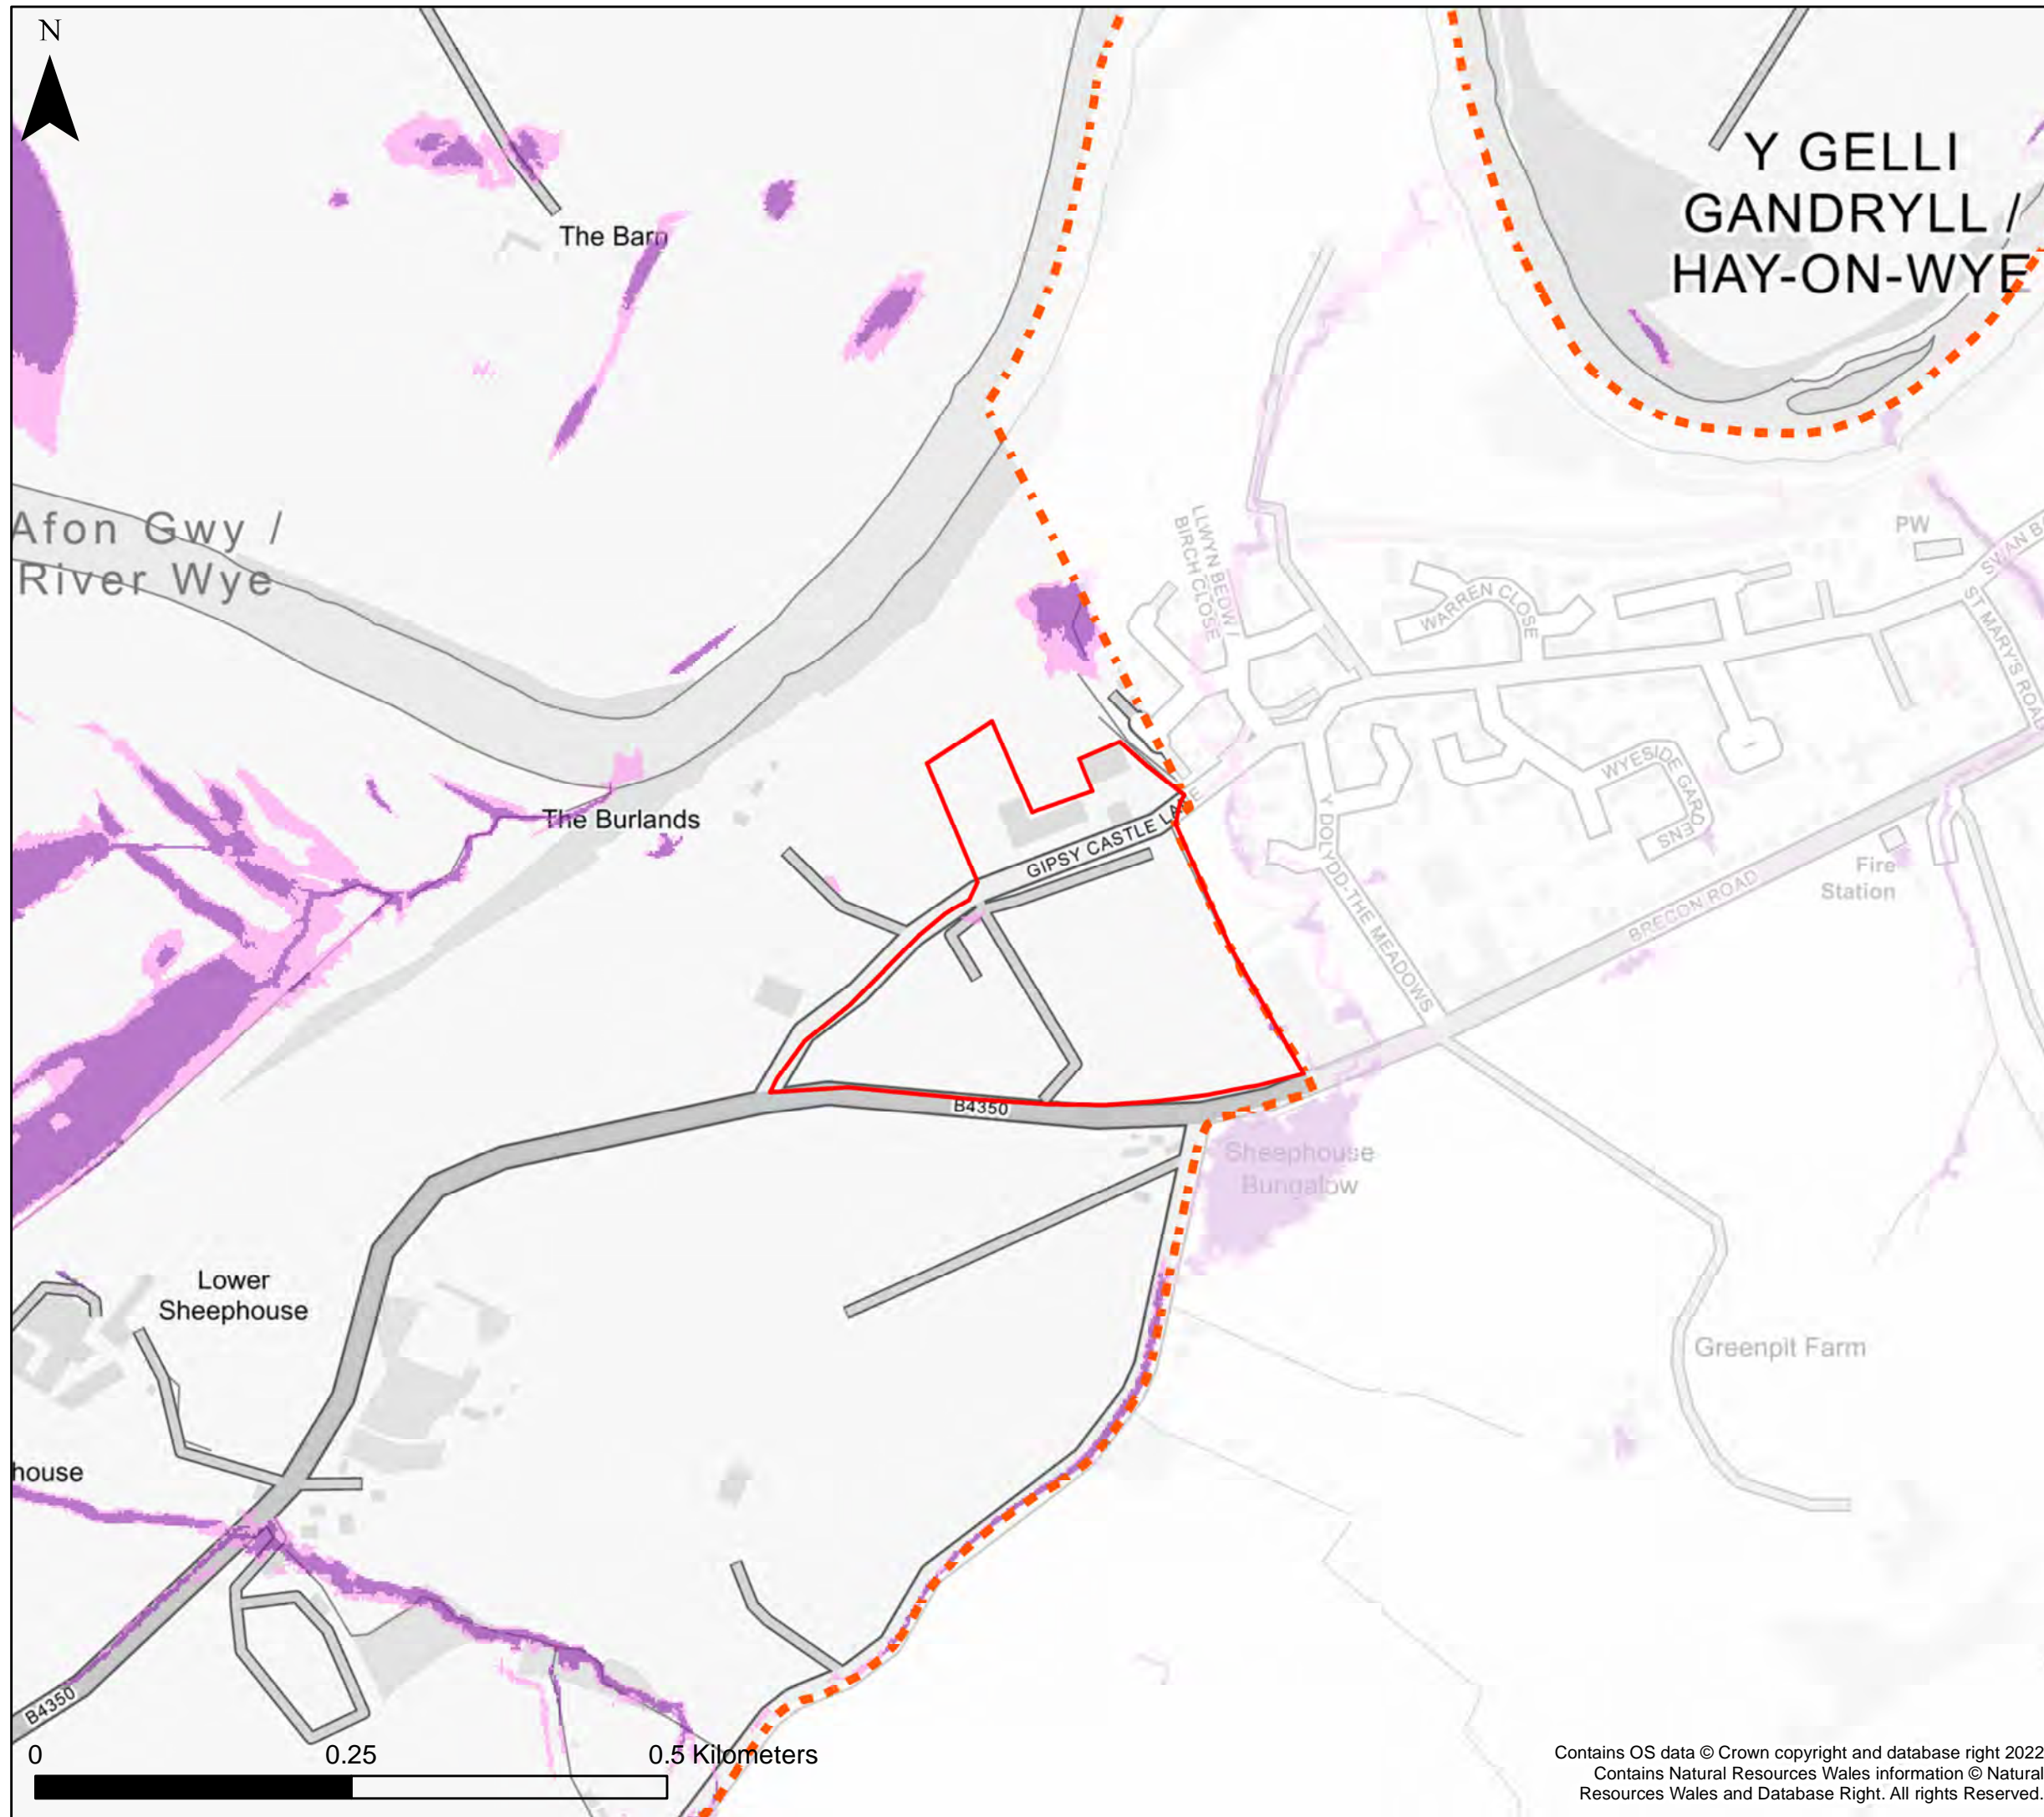 N
Y GELLI
GANDRYLL /
HAY-ON-WYE
The Barn
Afon Gwy /
River Wye
LLWYN BEDW /
BIRCH CLOSE
PW
SWAN B
WARREN CLOSE
ST MARY'S ROAD
WYESIDE GARDENS
The Burlands
GIPSY CASTLE LANE
Y DOLYDD-THE MEADOWS
BRECON ROAD
Fire
Station
B4350
Sheephouse
Bungalow
Lower
Sheephouse
Greenpit Farm
house
B4350
0 0.25 0.5 Kilometers
Contains OS data © Crown copyright and database right 2022
Contains Natural Resources Wales information © Natural
Resources Wales and Database Right. All rights Reserved.